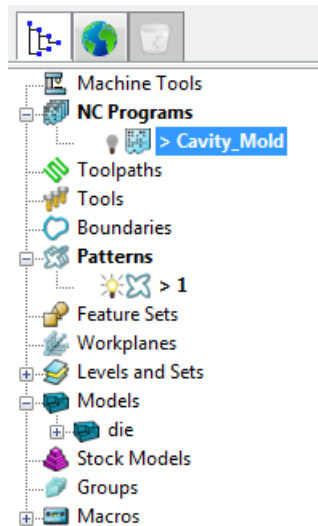 Machine Tools
NC Programs
> Cavity_Mold
Toolpaths
Tools
Boundaries
Patterns
> 1
Feature Sets
Workplanes
Levels and Sets
Models
die
Stock Models
Groups
Macros